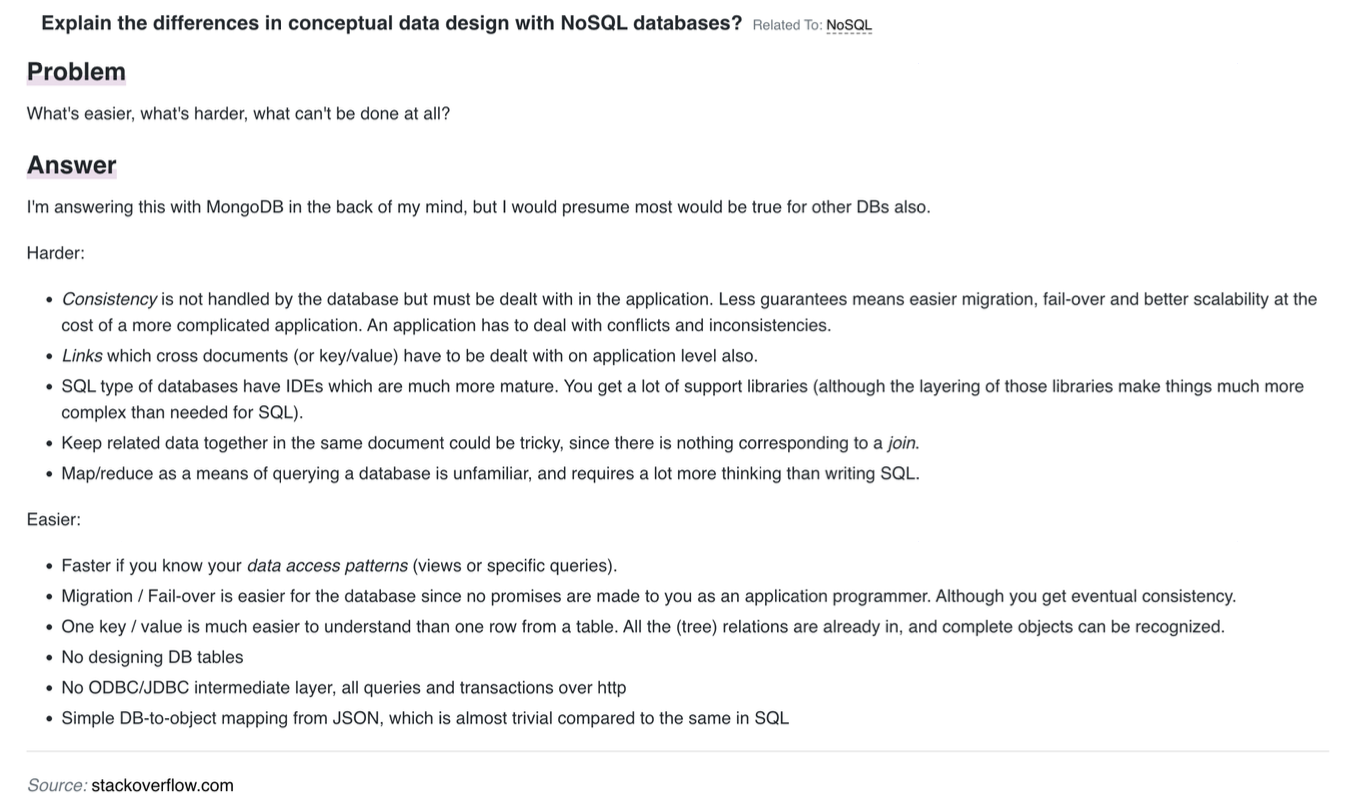 Explain the differences in conceptual data design with NoSQL databases? Related To: NoSQL
Problem
What's easier, what's harder, what can't be done at all?
Answer
I'm answering this with MongoDB in the back of my mind, but I would presume most would be true for other DBs also.
Harder:
• Consistency is not handled by the database but must be dealt with in the application. Less guarantees means easier migration, fail-over and better scalability at the
cost of a more complicated application. An application has to deal with conflicts and inconsistencies.
• Links which cross documents (or key/value) have to be dealt with on application level also.
• SQL type of databases have IDEs which are much more mature. You get a lot of support libraries (although the layering of those libraries make things much more
complex than needed for SQL).
• Keep related data together in the same document could be tricky, since there is nothing corresponding to a join.
• Map/reduce as a means of querying a database is unfamiliar, and requires a lot more thinking than writing SQL.
Easier:
• Faster if you know your data access patterns (views or specific queries).
• Migration / Fail-over is easier for the database since no promises are made to you as an application programmer. Although you get eventual consistency.
• One key / value is much easier to understand than one row from a table. All the (tree) relations are already in, and complete objects can be recognized.
• No designing DB tables
• No ODBC/JDBC intermediate layer, all queries and transactions over http
• Simple DB-to-object mapping from JSON, which is almost trivial compared to the same in SQL
Source: stackoverflow.com